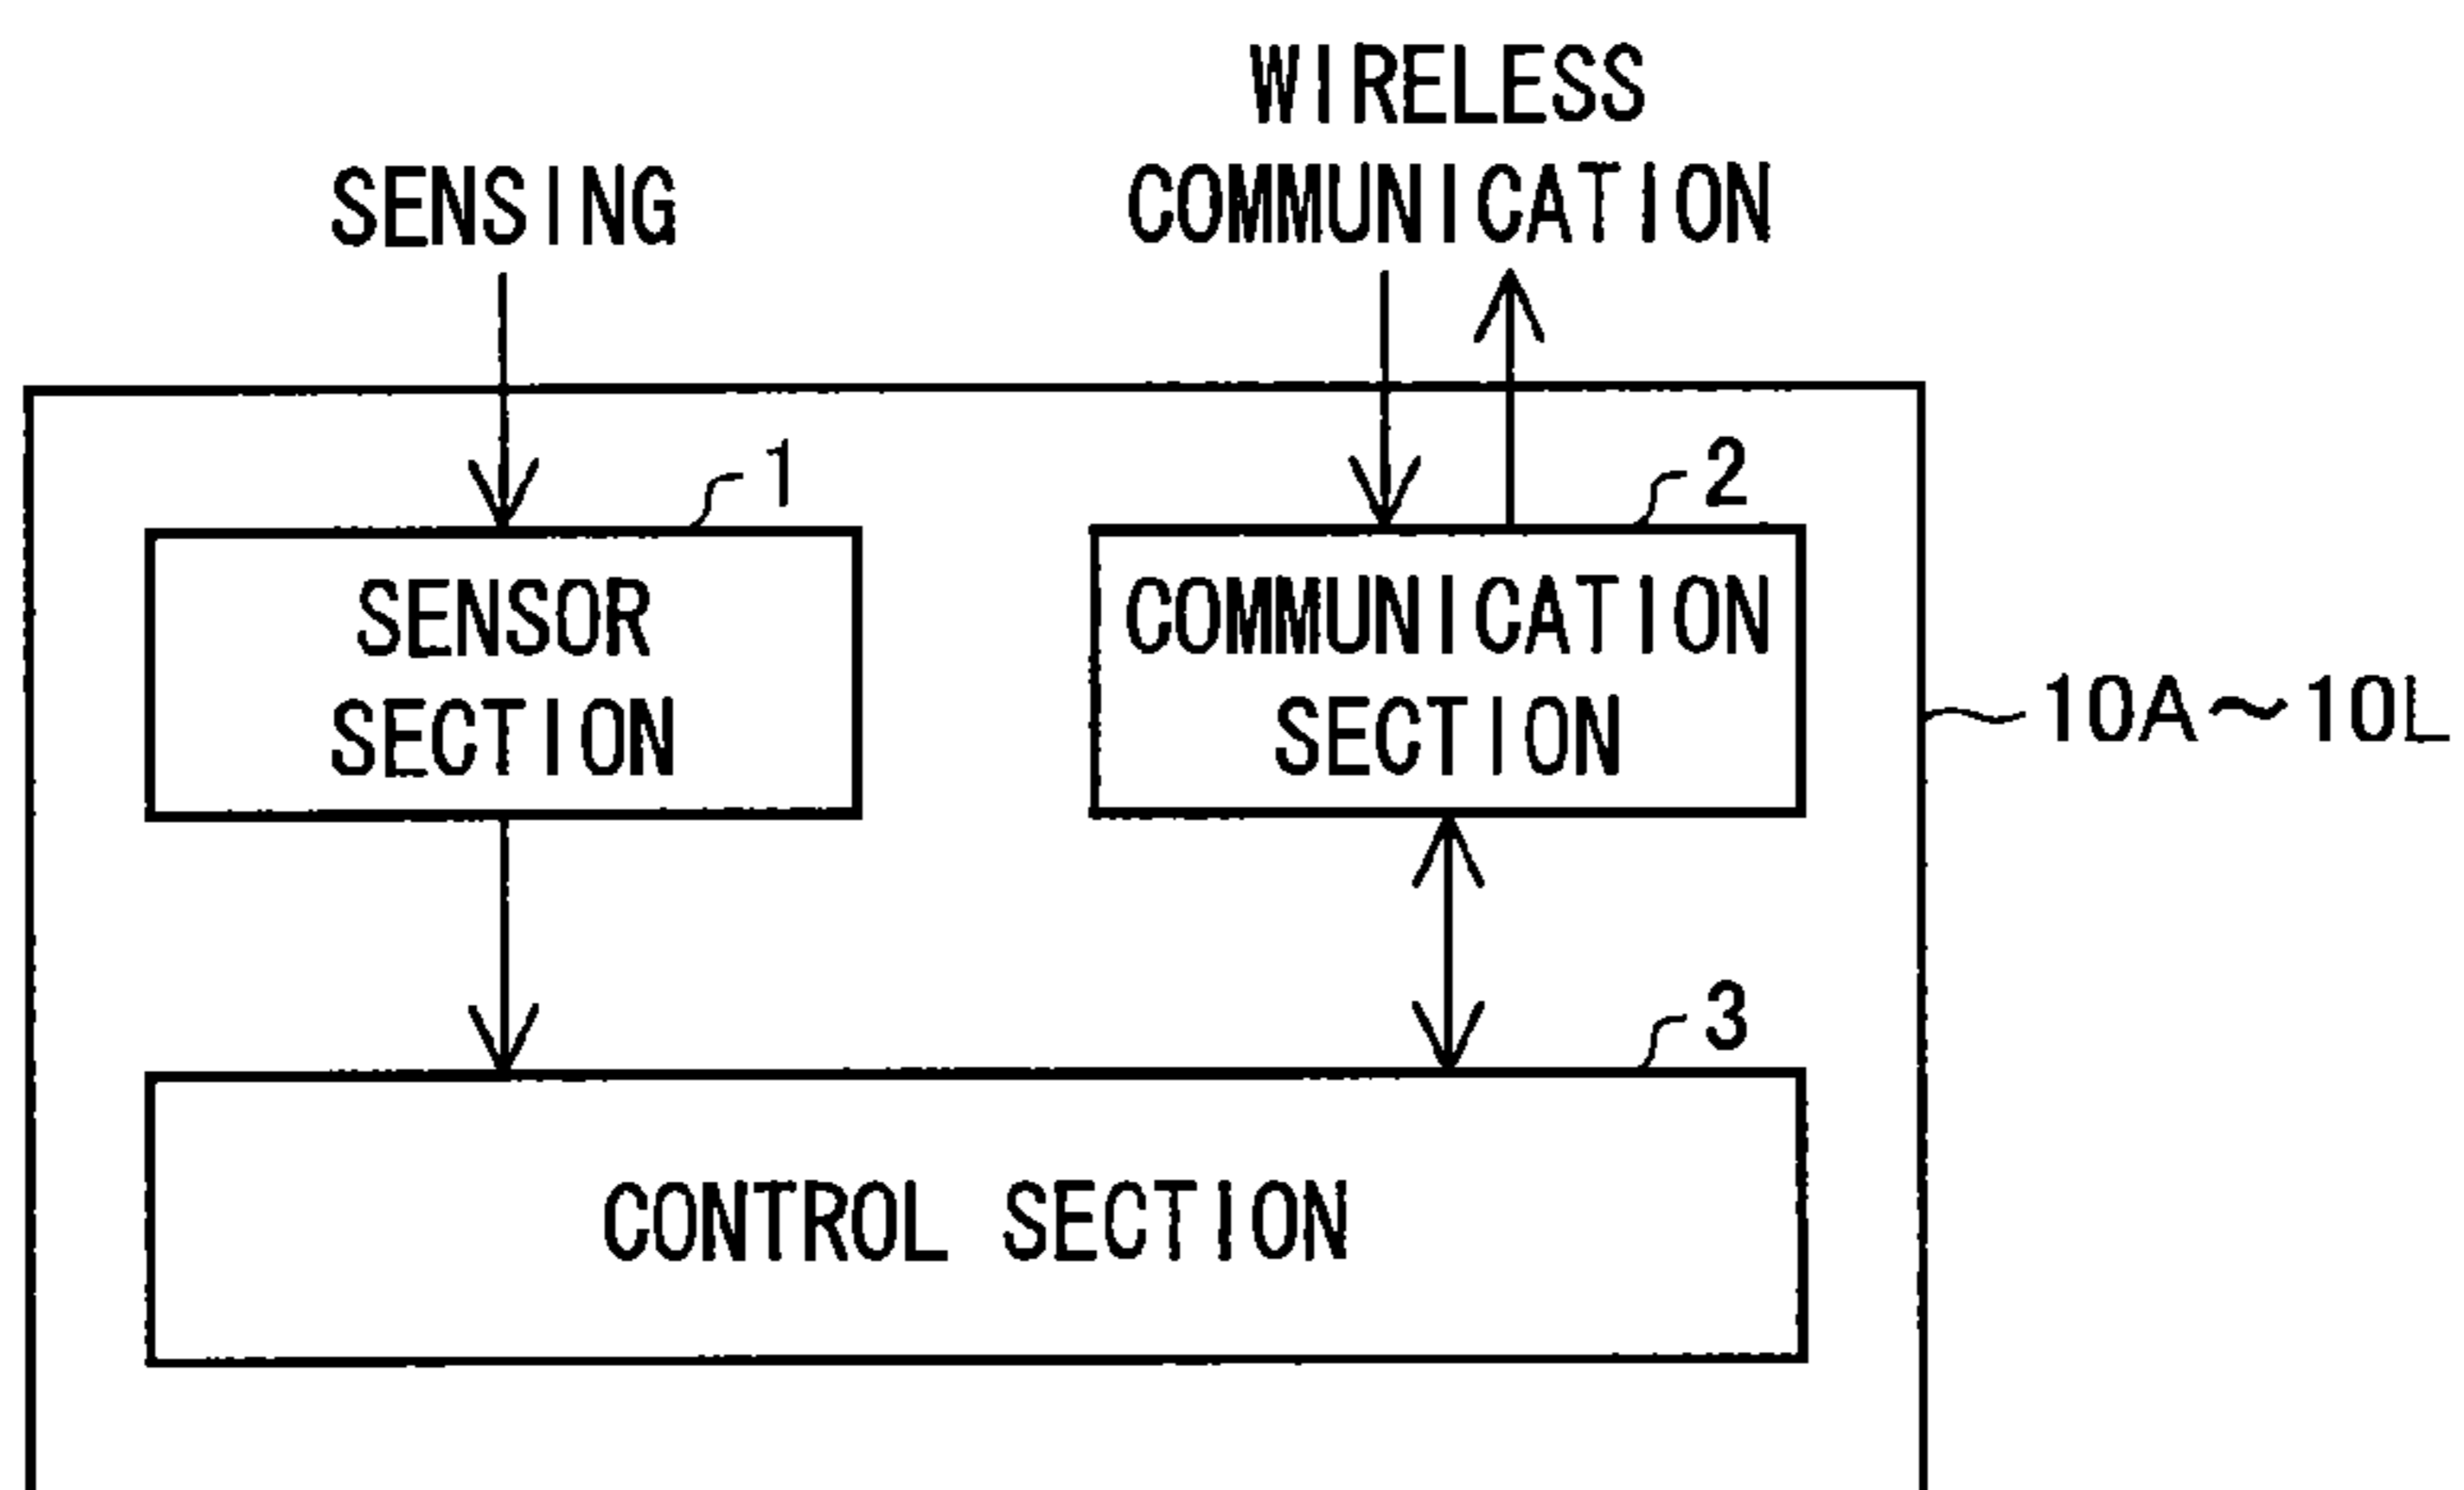 WIRELESS
SENSING
COMMUNICATION
1
2
SENSOR
SECTION
COMMUNICATION
SECTION
10A～10L
3
CONTROL SECTION